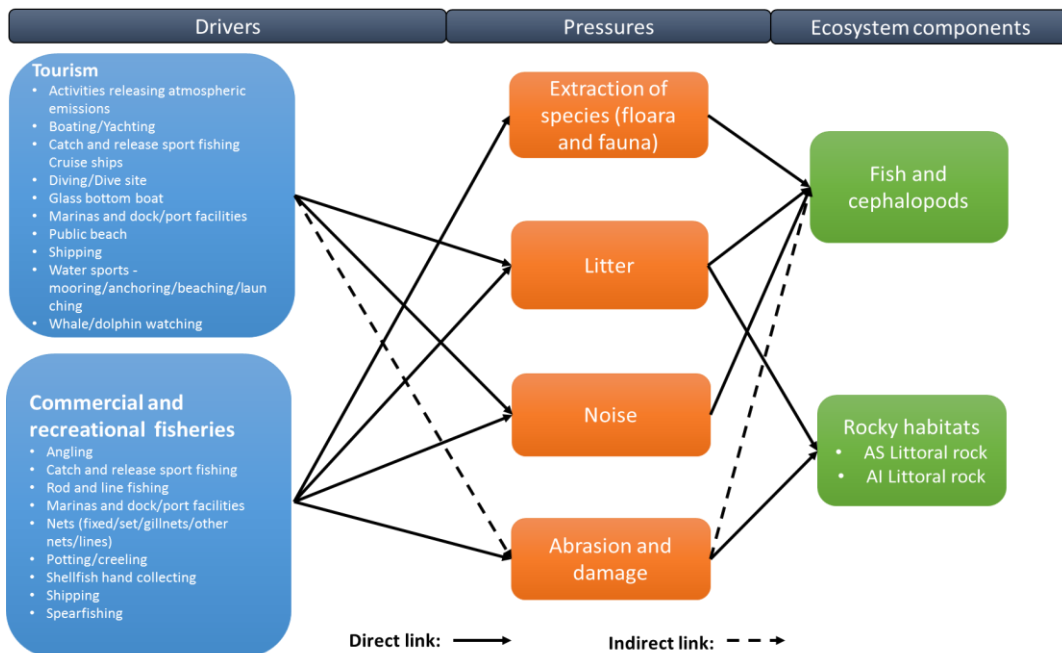 Drivers
Pressures
Ecosystem components
Tourism
• Activities releasing atmospheric
emissions
• Boating/Yachting
• Catch and release sport fishing
Cruise ships
• Diving/Dive site
• Glass bottom boat
• Marinas and dock/port facilities
• Public beach
• Shipping
• Water sports -
mooring/anchoring/beaching/laun
ching
• Whale/dolphin watching
Commercial and
recreational fisheries
• Angling
• Catch and release sport fishing
• Rod and line fishing
• Marinas and dock/port facilities
• Nets (fixed/set/gillnets/other
nets/lines)
• Potting/creeling
• Shellfish hand collecting
• Shipping
• Spearfishing
Extraction of
species (floara
and fauna)
Litter
Noise
Abrasion and
damage
Fish and
cephalopods
Rocky habitats
• AS Littoral rock
• AI Littoral rock
Direct link:
Indirect link: